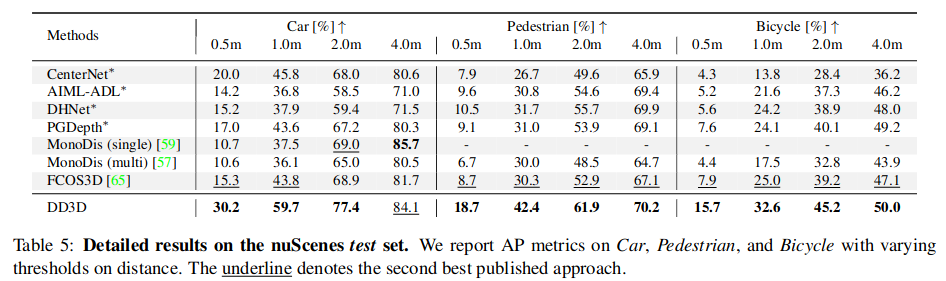 Methods Car [%] ↑ Pedestrian [%] ↑ Bicycle [%] ↑
0.5m 1.0m 2.0m 4.0m 0.5m 1.0m 2.0m 4.0m 0.5m 1.0m 2.0m 4.0m
CenterNet* 20.0 45.8 68.0 80.6 7.9 26.7 49.6 65.9 4.3 13.8 28.4 36.2
AIML-ADL* 14.2 36.8 58.5 71.0 9.6 30.8 54.6 69.4 5.2 21.6 37.3 46.2
DHNet* 15.2 37.9 59.4 71.5 10.5 31.7 55.7 69.9 5.6 24.2 38.9 48.0
PGDepth* 17.0 43.6 67.2 80.3 9.1 31.0 53.9 69.1 7.6 24.1 40.1 49.2
MonoDis (single) [59] 10.7 37.5 69.0 85.7 - - - - - - - -
MonoDis (multi) [57] 10.6 36.1 65.0 80.5 6.7 30.0 48.5 64.7 4.4 17.5 32.8 43.9
FCOS3D [65] 15.3 43.8 68.9 81.7 8.7 30.3 52.9 67.1 7.9 25.0 39.2 47.1
DD3D 30.2 59.7 77.4 84.1 18.7 42.4 61.9 70.2 15.7 32.6 45.2 50.0
Table 5: Detailed results on the nuScenes test set. We report AP metrics on Car, Pedestrian, and Bicycle with varying
thresholds on distance. The underline denotes the second best published approach.